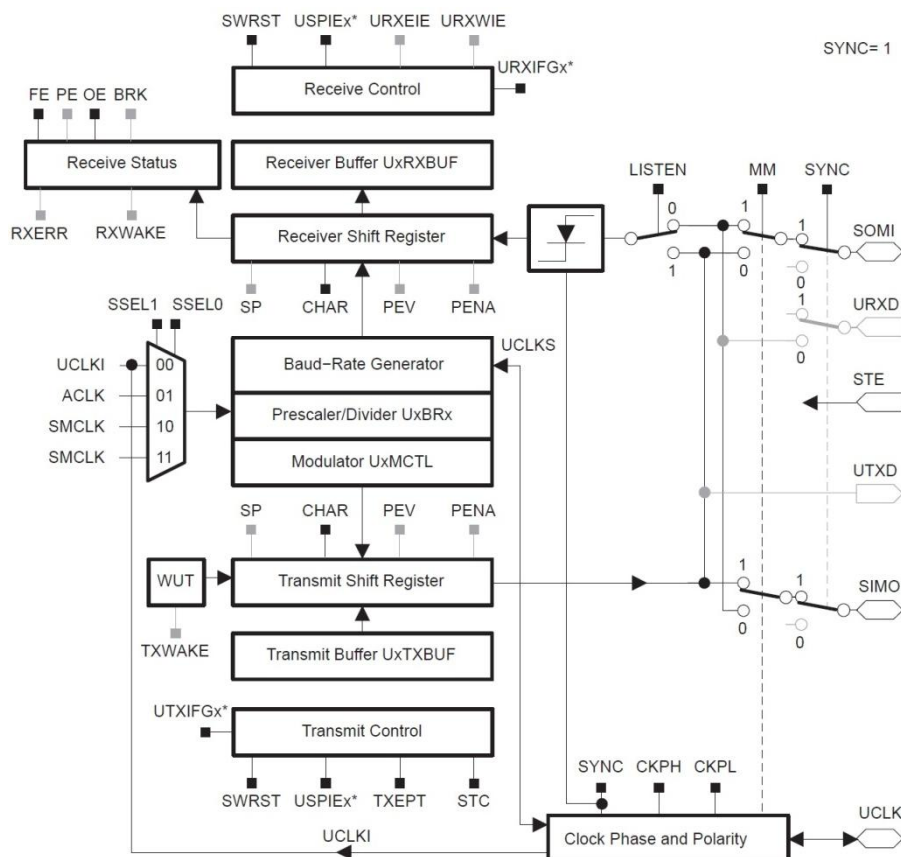 SWRST USPIEx* URXEIE URXWIE
SYNC= 1
URXIFGx*
Receive Control
FE PE OE BRK
Receive Status
Receiver Buffer UxRXBUF
LISTEN MM SYNC
RXERR RXWAKE
Receiver Shift Register
0 1 1
SOMI
1 0 0
SP CHAR PEV PENA
SSEL1 SSEL0
1
URXD
0
UCLKS
UCLKI 00
Baud–Rate Generator
ACLK 01
STE
Prescaler/Divider UxBRx
SMCLK 10
SMCLK 11
Modulator UxMCTL
UTXD
SP CHAR PEV PENA
WUT
Transmit Shift Register
1 1
SIMO
0 0
TXWAKE
Transmit Buffer UxTXBUF
UTXIFGx*
Transmit Control
SWRST USPIEx* TXEPT STC
SYNC CKPH CKPL
UCLKI
Clock Phase and Polarity
UCLK